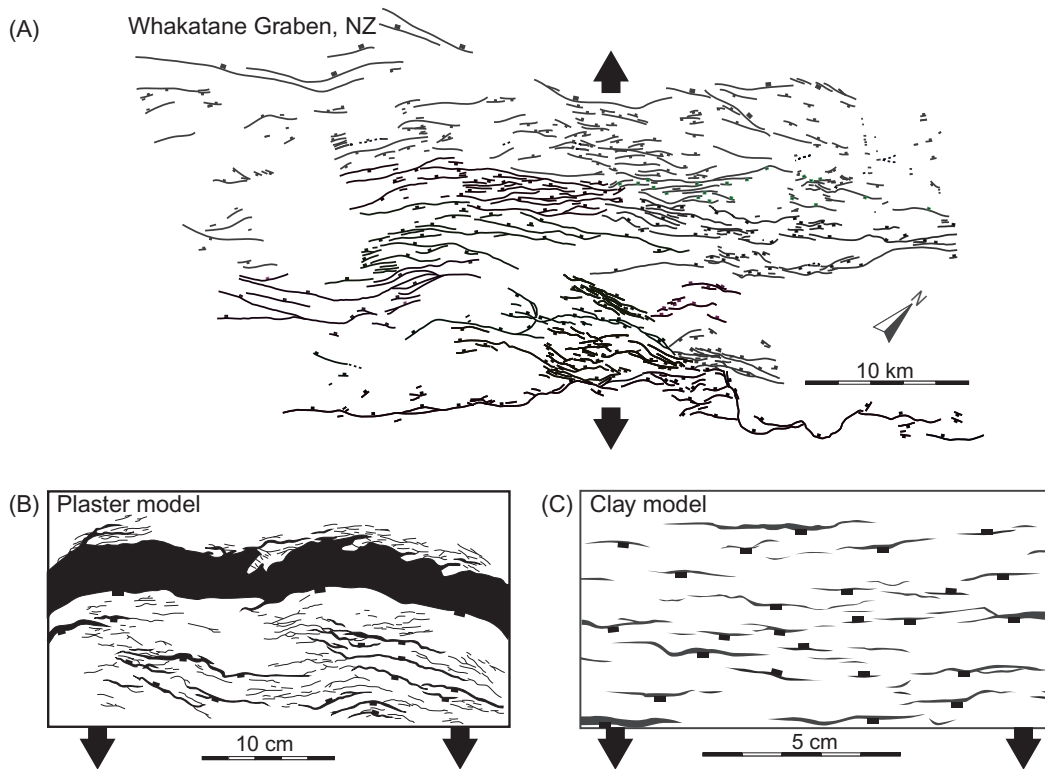 (A)
Whakatane Graben, NZ
N
10 km
(B)
Plaster model
(C)
Clay model
10 cm
5 cm